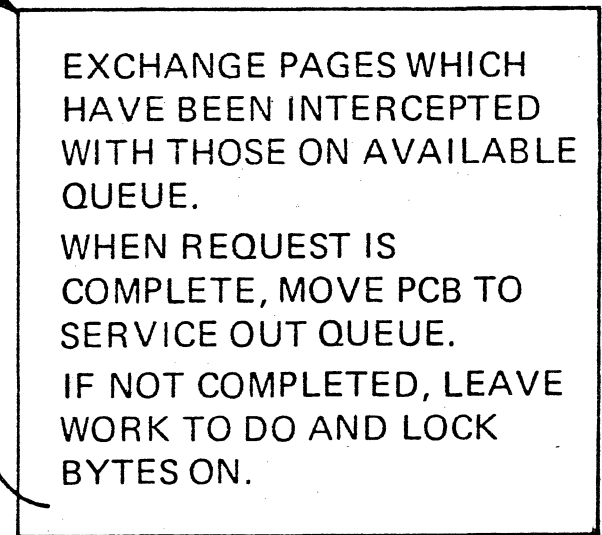 EXCHANGE PAGES WHICH
HAVE BEEN INTERCEPTED
WITH THOSE ON AVAILABLE
QUEUE.
WHEN REQUEST IS
COMPLETE, MOVE PCB TO
SERVICE OUT QUEUE.
IF NOT COMPLETED, LEAVE
WORK TO DO AND LOCK
BYTES ON.